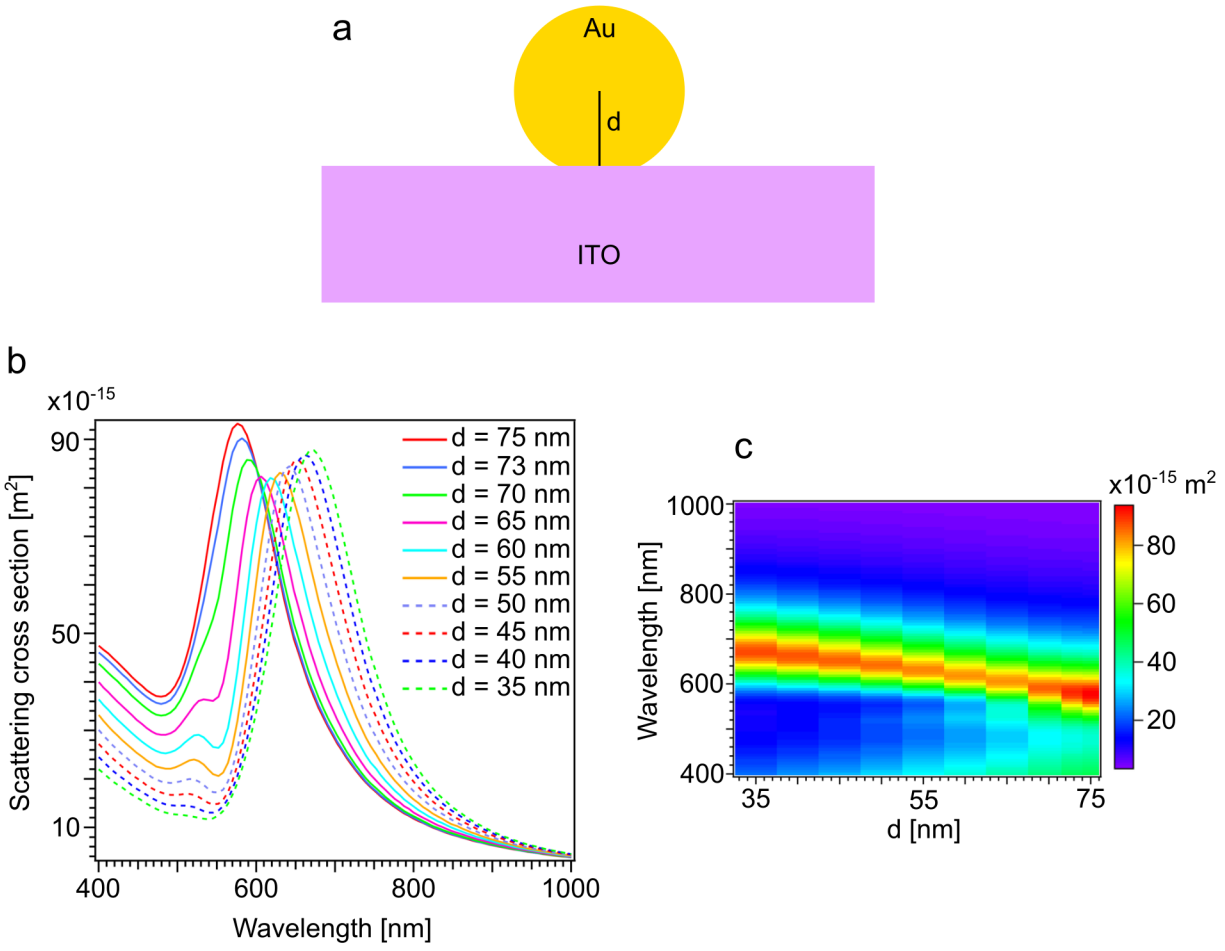 a
Au
d
ITO
b
x10-15
Scattering cross section [m2]
90
50
10
d = 75 nm
d = 73 nm
d = 70 nm
d = 65 nm
d = 60 nm
d = 55 nm
d = 50 nm
d = 45 nm
d = 40 nm
d = 35 nm
400 600 800 1000
Wavelength [nm]
c
x10-15 m2
Wavelength [nm]
1000
800
600
400
35 55 75
d [nm]
80
60
40
20